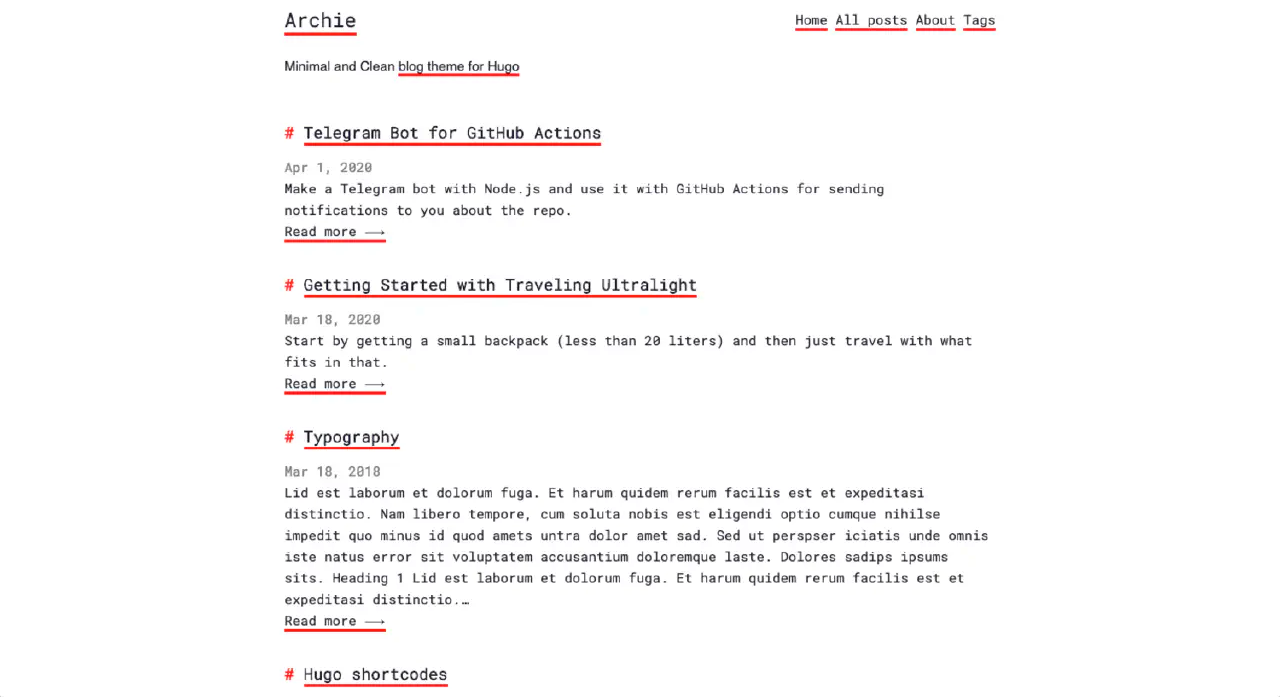 Archie
Home All posts About Tags
Minimal and Clean blog theme for Hugo
# Telegram Bot for GitHub Actions
Apr 1, 2020
Make a Telegram bot with Node.js and use it with GitHub Actions for sending
notifications to you about the repo.
Read more ⟶
# Getting Started with Traveling Ultralight
Mar 18, 2020
Start by getting a small backpack (less than 20 liters) and then just travel with what
fits in that.
Read more ⟶
# Typography
Mar 18, 2018
Lid est laborum et dolorum fuga. Et harum quidem rerum facilis est et expeditasi
distinctio. Nam libero tempore, cum soluta nobis est eligendi optio cumque nihilse
impedit quo minus id quod amets untra dolor amet sad. Sed ut perspser iciatis unde omnis
iste natus error sit voluptatem accusantium doloremque laste. Dolores sadips ipsums
sits. Heading 1 Lid est laborum et dolorum fuga. Et harum quidem rerum facilis est et
expeditasi distinctio.…
Read more ⟶
# Hugo shortcodes